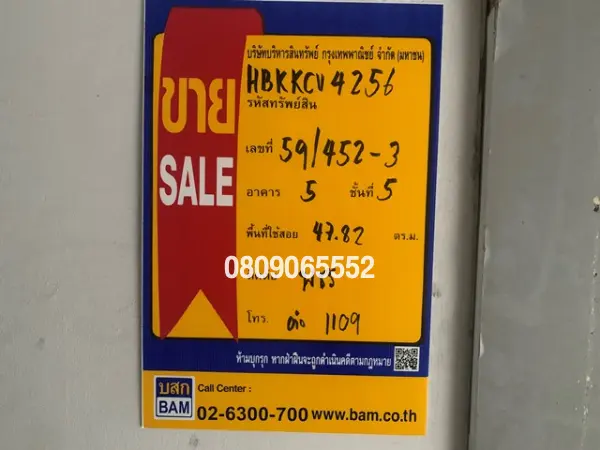 บริษัทบริหารสินทรัพย์ กรุงเทพพาณิชย์ จำกัด (มหาชน)
HBKKCV4256
รหัสทรัพย์สิน
ขาย
SALE
เลขที่ 59/452-3
อาคาร 5 ชั้นที่ 5
พื้นที่ใช้สอย 47.82 ตร.ม.
0809065552
โทร. ต่อ 1109
ห้ามบุกรุก หากฝ่าฝืนจะถูกดำเนินคดีตามกฎหมาย
บสก
BAM
Call Center :
02-6300-700 www.bam.co.th